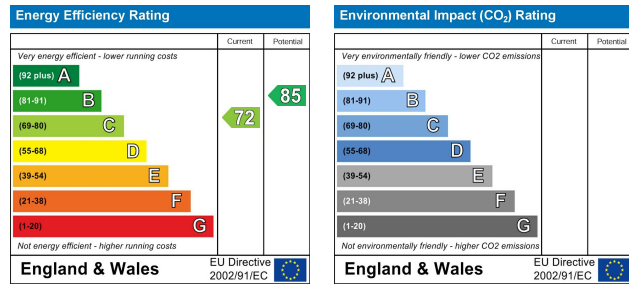 Energy Efficiency Rating
Current Potential
Very energy efficient - lower running costs
(92 plus) A
(81-91) B
(69-80) C
(55-68) D
(39-54) E
(21-38) F
(1-20) G
72
85
Not energy efficient - higher running costs
England & Wales
EU Directive
2002/91/EC
Environmental Impact (CO₂) Rating
Current Potential
Very environmentally friendly - lower CO2 emissions
(92 plus) A
(81-91) B
(69-80) C
(55-68) D
(39-54) E
(21-38) F
(1-20) G
Not environmentally friendly - higher CO2 emissions
England & Wales
EU Directive
2002/91/EC